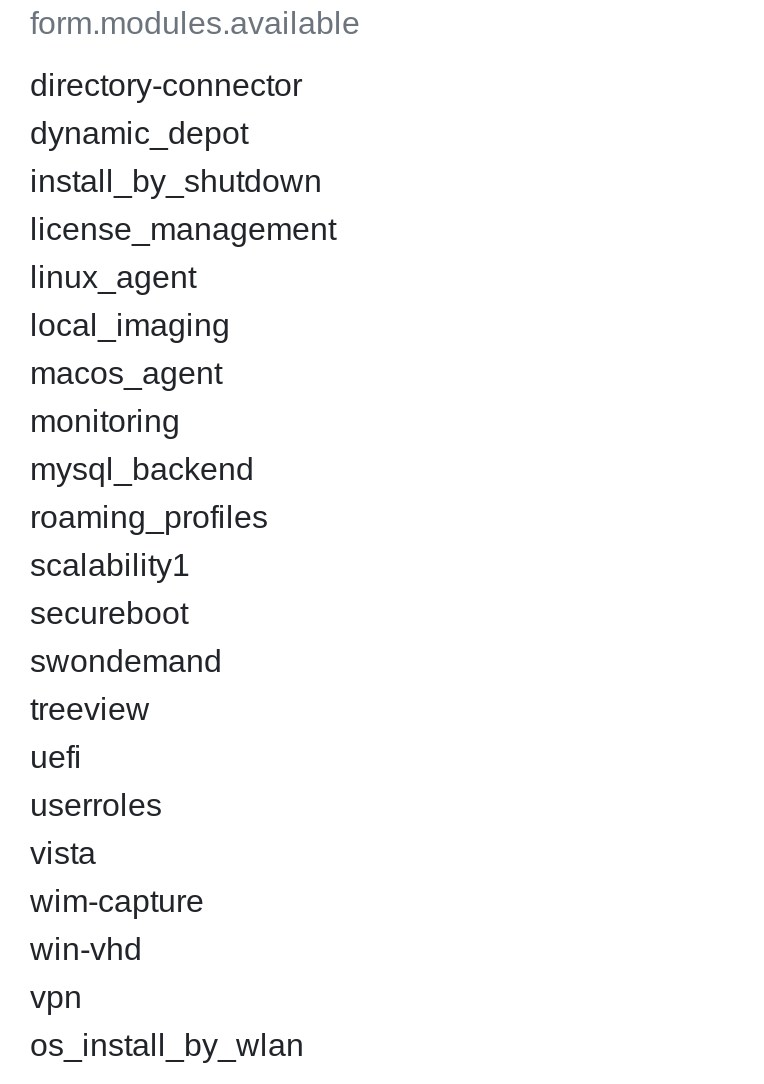 form.modules.available
directory-connector
dynamic_depot
install_by_shutdown
license_management
linux_agent
local_imaging
macos_agent
monitoring
mysql_backend
roaming_profiles
scalability1
secureboot
swondemand
treeview
uefi
userroles
vista
wim-capture
win-vhd
vpn
os_install_by_wlan